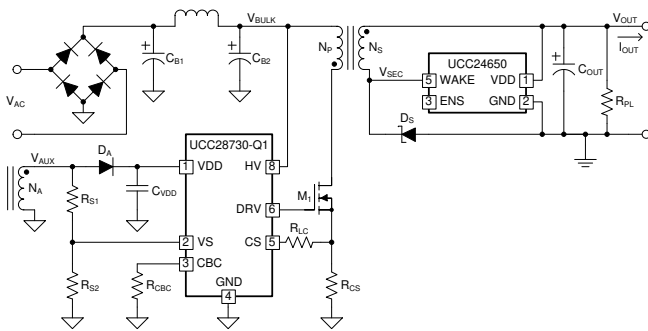 V_BULK
N_P
N_S
V_OUT
I_OUT
+
C_B1
+
C_B2
UCC24650
V_SEC
5 WAKE
VDD 1
3 ENS
GND 2
+
C_OUT
R_PL
V_AC
D_S
UCC28730-Q1
V_AUX
D_A
1 VDD
HV 8
N_A
C_VDD
R_S1
M_1
DRV 6
R_LC
2 VS
CS 5
3 CBC
R_S2
R_CBC
GND
4
R_CS